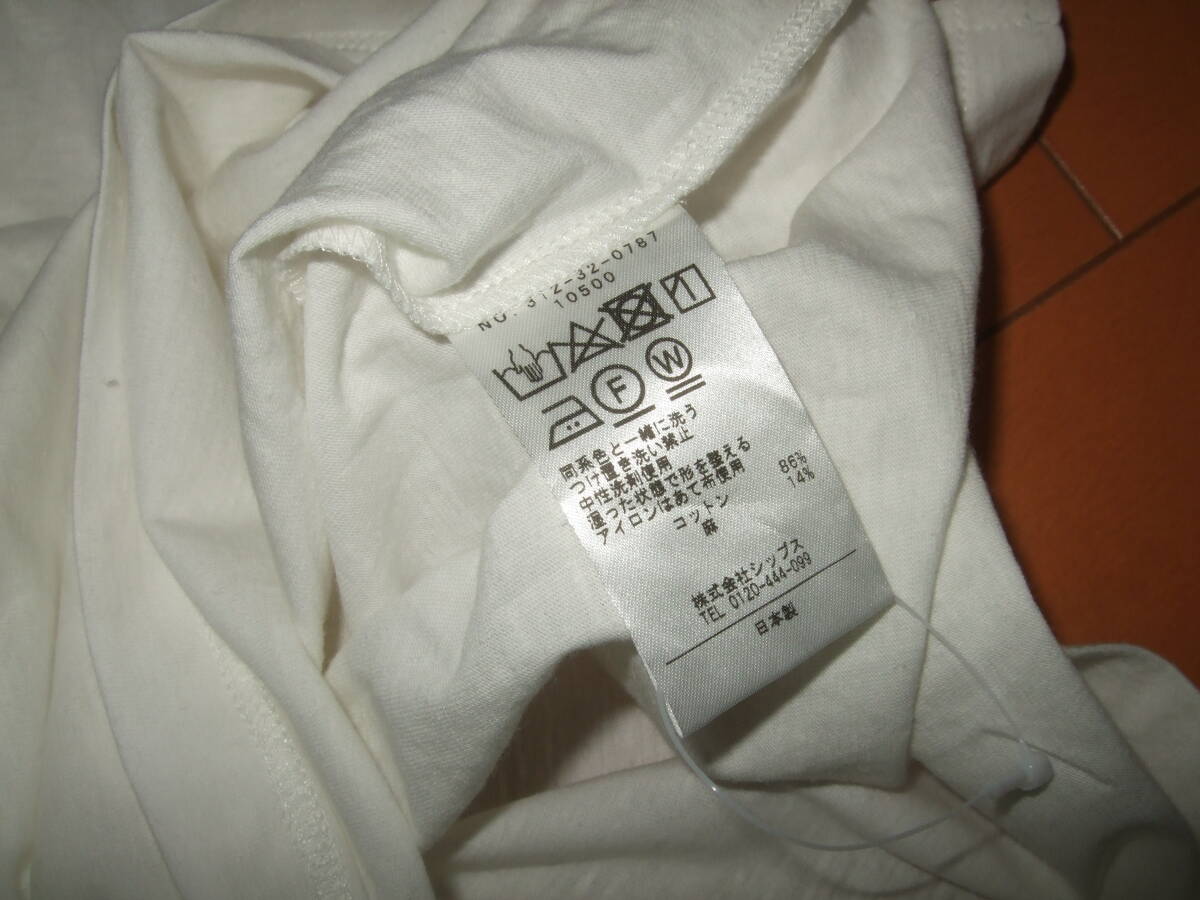 NO. 312-32-0787
10500
F W
同系色と一緒に洗う
つけ置き洗い禁止
中性洗剤使用
湿った状態で形を整える
アイロンはあて布使用
コットン 86%
麻 14%
株式会社シップス
TEL 0120-444-099
日本製